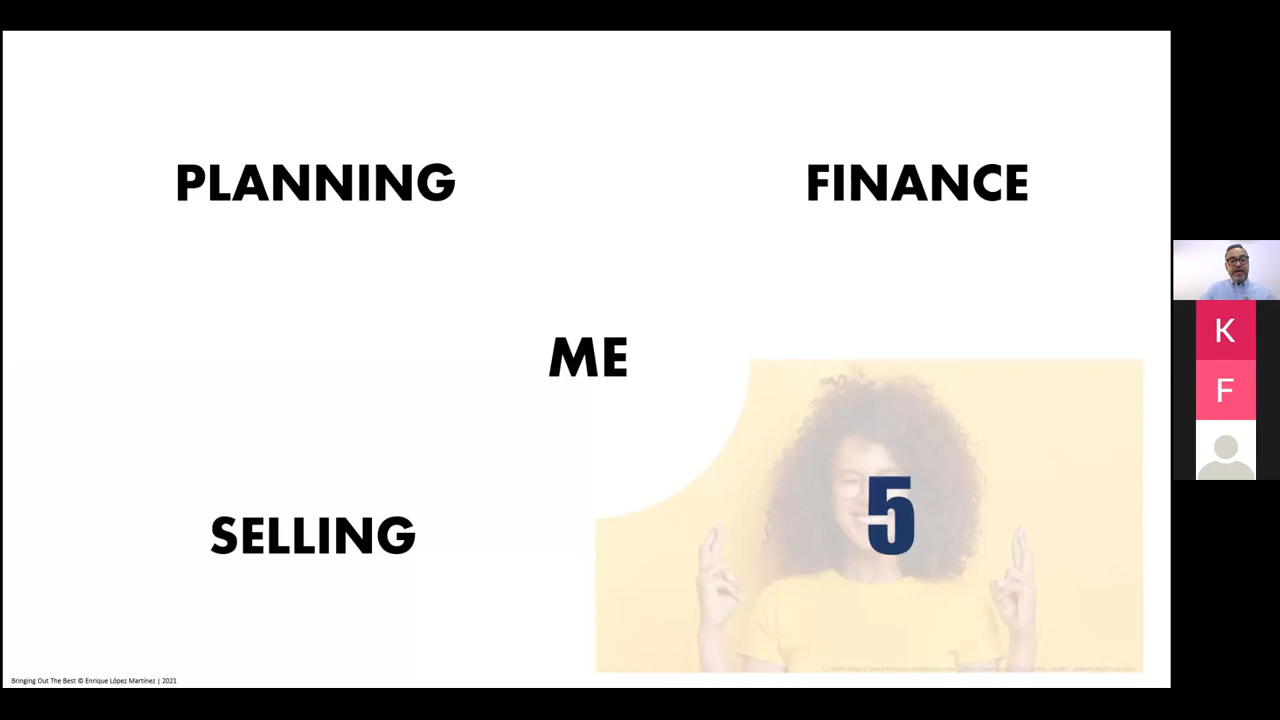 PLANNING
FINANCE
ME
SELLING
5
K
F
Bringing Out The Best © Enrique López Martínez | 2021